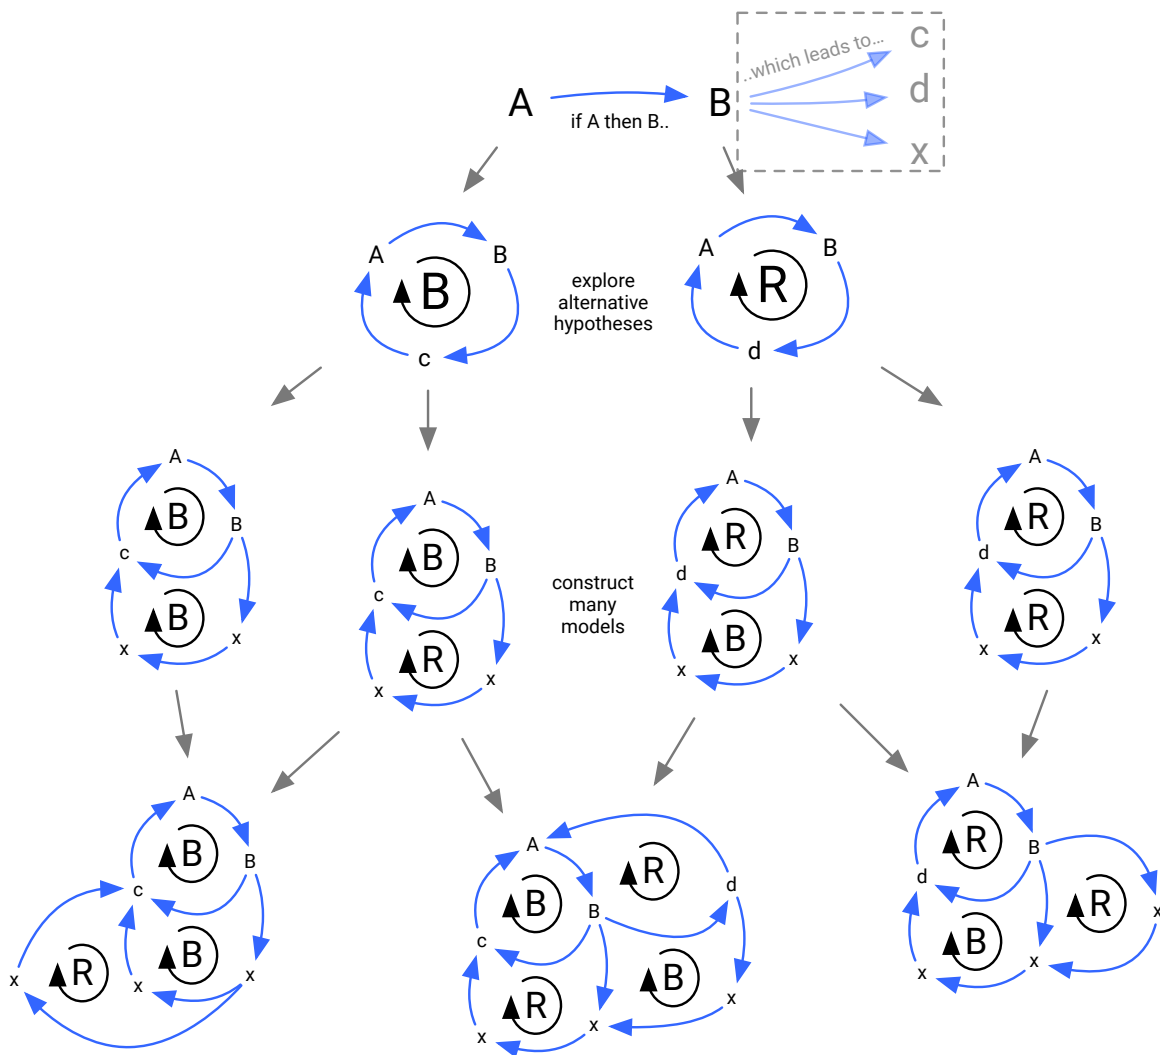 ..which leads to...
c
d
x
A
B
if A then B..
A
B
B
c
explore
alternative
hypotheses
A
B
R
d
A
B
B
c
B
x
x
A
B
B
c
R
x
x
construct
many
models
A
R
B
d
B
x
x
A
R
B
d
R
x
x
A
B
B
c
B
x
R
x
x
A
R
d
B
B
c
B
R
x
x
x
A
R
B
d
R
x
B
x
x